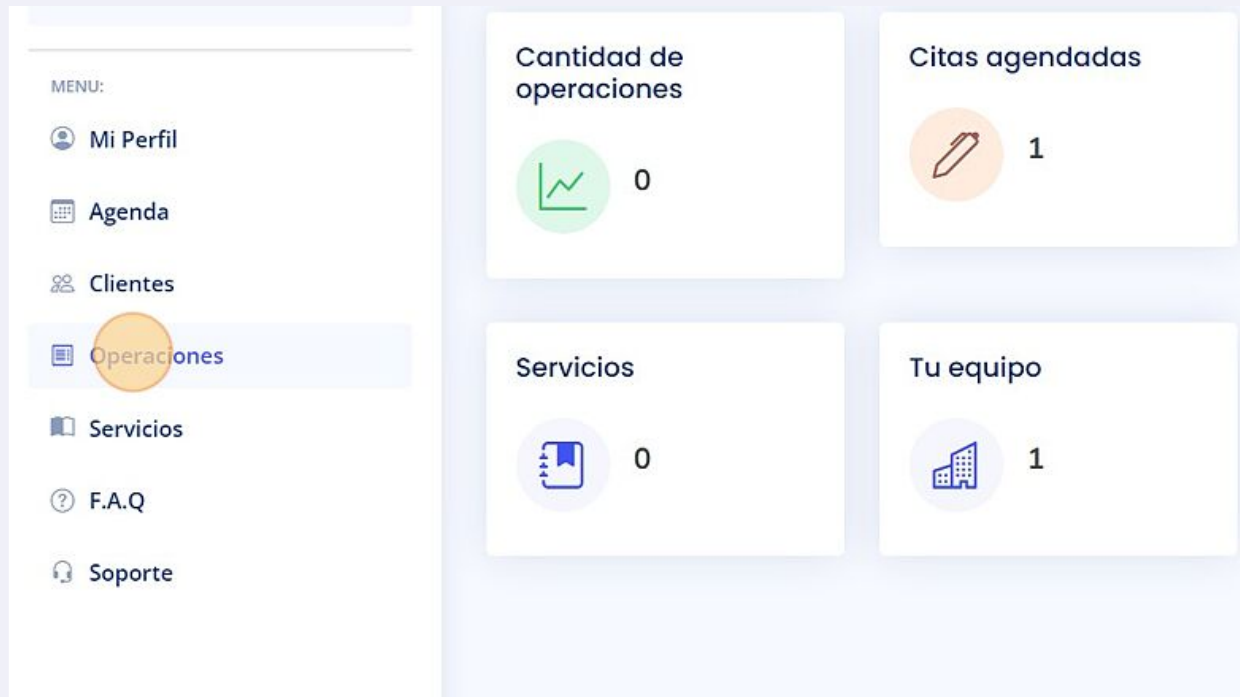 MENU:
Mi Perfil
Agenda
Clientes
Operaciones
Servicios
F.A.Q
Soporte
Cantidad de
operaciones
0
Citas agendadas
1
Servicios
0
Tu equipo
1